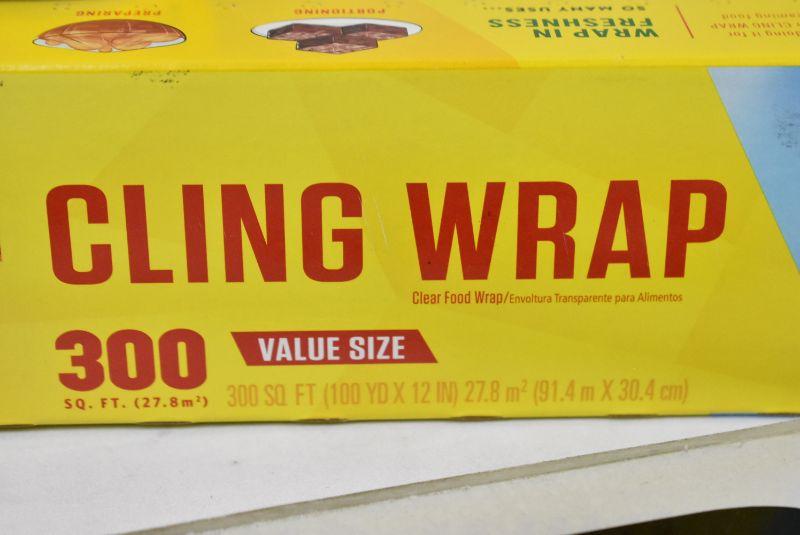 PREPARING
PORTIONING
WRAP IN
FRESHNESS
SO MANY USES...
CLING WRAP
Clear Food Wrap/Envoltura Transparente para Alimentos
300
SQ. FT. (27.8m²)
VALUE SIZE
300 SQ FT (100 YD X 12 IN) 27.8 m² (91.4 m X 30.4 cm)